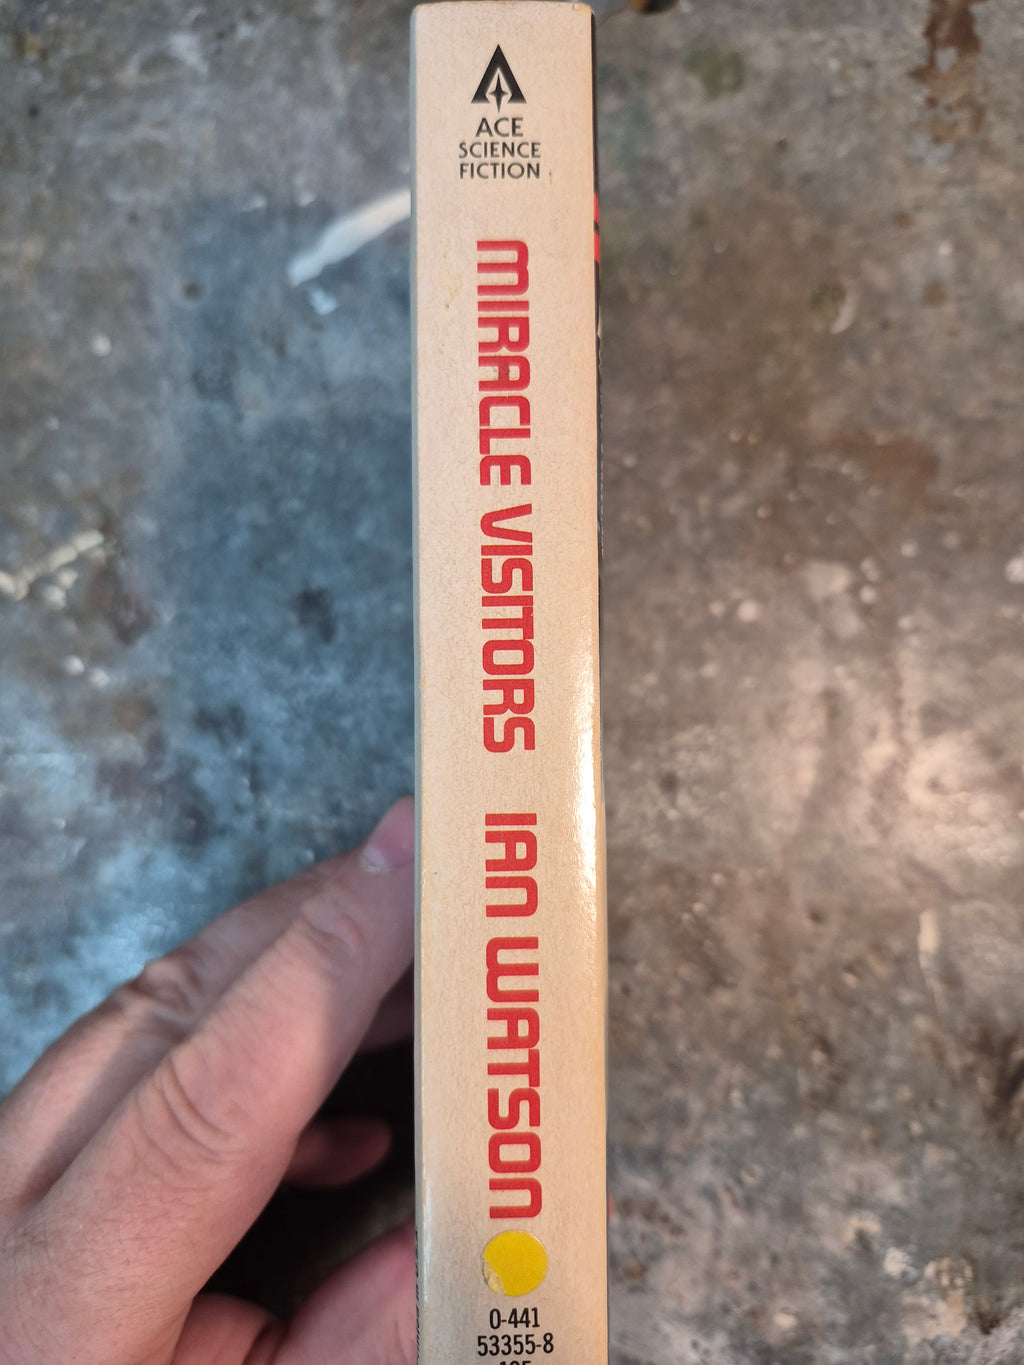 ACE
SCIENCE
FICTION
MIRACLE VISITORS IAN WATSON
0-441
53355-8